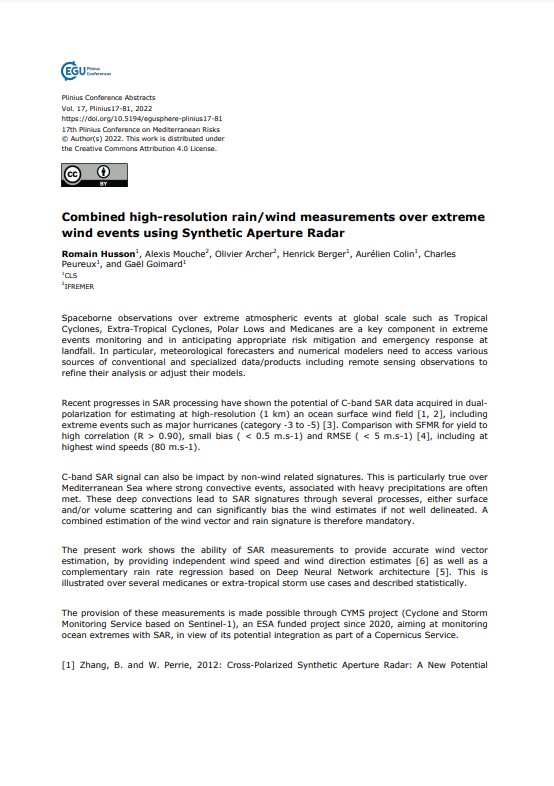 EGU Plinius
Conferences
Plinius Conference Abstracts
Vol. 17, Plinius17-81, 2022
https://doi.org/10.5194/egusphere-plinius17-81
17th Plinius Conference on Mediterranean Risks
© Author(s) 2022. This work is distributed under
the Creative Commons Attribution 4.0 License.
CC BY
Combined high-resolution rain/wind measurements over extreme
wind events using Synthetic Aperture Radar
Romain Husson1, Alexis Mouche2, Olivier Archer2, Henrick Berger1, Aurélien Colin1, Charles
Peureux1, and Gaël Goimard1
1CLS
2IFREMER
Spaceborne observations over extreme atmospheric events at global scale such as Tropical
Cyclones, Extra-Tropical Cyclones, Polar Lows and Medicanes are a key component in extreme
events monitoring and in anticipating appropriate risk mitigation and emergency response at
landfall. In particular, meteorological forecasters and numerical modelers need to access various
sources of conventional and specialized data/products including remote sensing observations to
refine their analysis or adjust their models.
Recent progresses in SAR processing have shown the potential of C-band SAR data acquired in dual-
polarization for estimating at high-resolution (1 km) an ocean surface wind field [1, 2], including
extreme events such as major hurricanes (category -3 to -5) [3]. Comparison with SFMR for yield to
high correlation (R > 0.90), small bias ( < 0.5 m.s-1) and RMSE ( < 5 m.s-1) [4], including at
highest wind speeds (80 m.s-1).
C-band SAR signal can also be impact by non-wind related signatures. This is particularly true over
Mediterranean Sea where strong convective events, associated with heavy precipitations are often
met. These deep convections lead to SAR signatures through several processes, either surface
and/or volume scattering and can significantly bias the wind estimates if not well delineated. A
combined estimation of the wind vector and rain signature is therefore mandatory.
The present work shows the ability of SAR measurements to provide accurate wind vector
estimation, by providing independent wind speed and wind direction estimates [6] as well as a
complementary rain rate regression based on Deep Neural Network architecture [5]. This is
illustrated over several medicanes or extra-tropical storm use cases and described statistically.
The provision of these measurements is made possible through CYMS project (Cyclone and Storm
Monitoring Service based on Sentinel-1), an ESA funded project since 2020, aiming at monitoring
ocean extremes with SAR, in view of its potential integration as part of a Copernicus Service.
[1] Zhang, B. and W. Perrie, 2012: Cross-Polarized Synthetic Aperture Radar: A New Potential